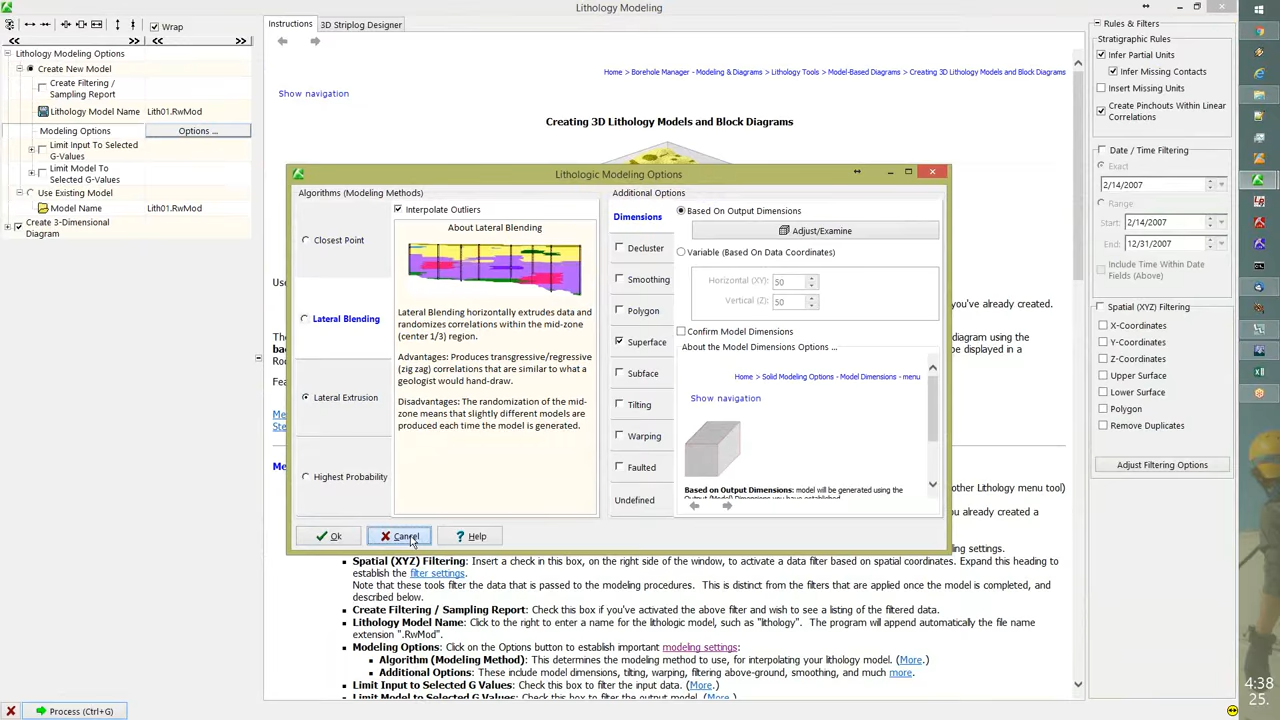 Lithology Modeling
Wrap
<<
>>
<<
>>
Lithology Modeling Options
Create New Model
Create Filtering /
Sampling Report
Lithology Model Name
Lith01.RwMod
Modeling Options
Options ...
Limit Input To Selected
G-Values
Limit Model To
Selected G-Values
Use Existing Model
Model Name
Lith01.RwMod
Create 3-Dimensional
Diagram
Instructions
3D Striplog Designer
Home > Borehole Manager - Modeling & Diagrams > Lithology Tools > Model-Based Diagrams > Creating 3D Lithology Models and Block Diagrams
Show navigation
Creating 3D Lithology Models and Block Diagrams
you've already created.
diagram using the
be displayed in a
Lithologic Modeling Options
Algorithms (Modeling Methods)
Interpolate Outliers
Closest Point
Lateral Blending
Lateral Extrusion
Highest Probability
About Lateral Blending
Lateral Blending horizontally extrudes data and
randomizes correlations within the mid-zone
(center 1/3) region.
Advantages: Produces transgressive/regressive
(zig zag) correlations that are similar to what a
geologist would hand-draw.
Disadvantages: The randomization of the mid-
zone means that slightly different models are
produced each time the model is generated.
Additional Options
Dimensions
Decluster
Smoothing
Polygon
Superface
Subface
Tilting
Warping
Faulted
Undefined
Based On Output Dimensions
Adjust/Examine
Variable (Based On Data Coordinates)
Horizontal (XY): 50
Vertical (Z): 50
Confirm Model Dimensions
About the Model Dimensions Options ...
Home > Solid Modeling Options - Model Dimensions - menu
Show navigation
Based On Output Dimensions: model will be generated using the
Ok
Cancel
Help
other Lithology menu tool)
ou already created a
ng settings.
Spatial (XYZ) Filtering: Insert a check in this box, on the right side of the window, to activate a data filter based on spatial coordinates. Expand this heading to
establish the filter settings.
Note that these tools filter the data that is passed to the modeling procedures. This is distinct from the filters that are applied once the model is completed, and
described below.
Create Filtering / Sampling Report: Check this box if you've activated the above filter and wish to see a listing of the filtered data.
Lithology Model Name: Click to the right to enter a name for the lithologic model, such as "lithology". The program will append automatically the file name
extension ".RwMod".
Modeling Options: Click on the Options button to establish important modeling settings:
Algorithm (Modeling Method): This determines the modeling method to use, for interpolating your lithology model. (More.)
Additional Options: These include model dimensions, tilting, warping, filtering above-ground, smoothing, and much more.
Limit Input to Selected G Values: Check this box to filter the input data. (More.)
Limit Model to Selected G Values: Check this box to filter the output model. (More.)
Rules & Filters
Stratigraphic Rules
Infer Partial Units
Infer Missing Contacts
Insert Missing Units
Create Pinchouts Within Linear
Correlations
Date / Time Filtering
Exact
2/14/2007
Range
Start: 2/14/2007
End: 12/31/2007
Include Time Within Date
Fields (Above)
Spatial (XYZ) Filtering
X-Coordinates
Y-Coordinates
Z-Coordinates
Upper Surface
Lower Surface
Polygon
Remove Duplicates
Adjust Filtering Options
Process (Ctrl+G)
4:38
25.